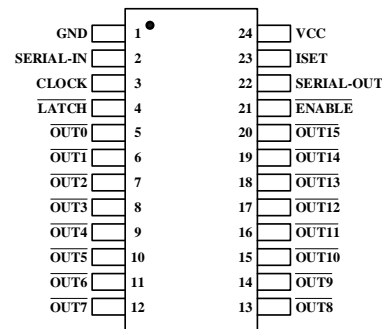 GND 1 24 VCC
SERIAL-IN 2 23 ISET
CLOCK 3 22 SERIAL-OUT
LATCH 4 21 ENABLE
OUT0 5 20 OUT15
OUT1 6 19 OUT14
OUT2 7 18 OUT13
OUT3 8 17 OUT12
OUT4 9 16 OUT11
OUT5 10 15 OUT10
OUT6 11 14 OUT9
OUT7 12 13 OUT8